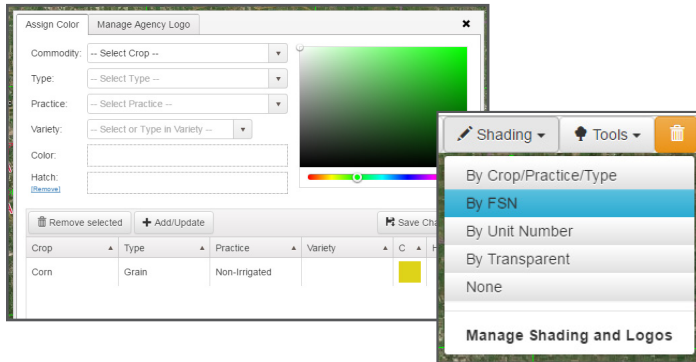 Assign Color
Manage Agency Logo
×
Commodity: -- Select Crop --
Type: -- Select Type --
Practice: -- Select Practice --
Variety: -- Select or Type in Variety --
Color:
Hatch:
[Remove]
Remove selected
Add/Update
Save Cha
Crop Type Practice Variety C H
Corn Grain Non-Irrigated
Shading Tools
By Crop/Practice/Type
By FSN
By Unit Number
By Transparent
None
Manage Shading and Logos